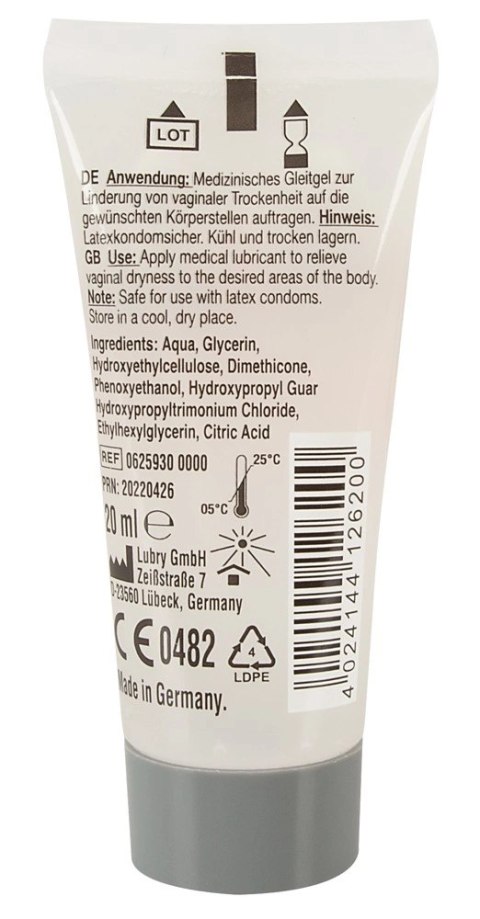 LOT
DE Anwendung: Medizinisches Gleitgel zur
Linderung von vaginaler Trockenheit auf die
gewünschten Körperstellen auftragen. Hinweis:
Latexkondomsicher. Kühl und trocken lagern.
GB Use: Apply medical lubricant to relieve
vaginal dryness to the desired areas of the body.
Note: Safe for use with latex condoms.
Store in a cool, dry place.
Ingredients: Aqua, Glycerin,
Hydroxyethylcellulose, Dimethicone,
Phenoxyethanol, Hydroxypropyl Guar
Hydroxypropyltrimonium Chloride,
Ethylhexylglycerin, Citric Acid
REF 0625930 0000
PRN: 20220426
25°C
05°C
20 ml e
Lubry GmbH
Zeißstraße 7
D-23560 Lübeck, Germany
CE 0482
4
LDPE
Made in Germany.
4 024144 126200